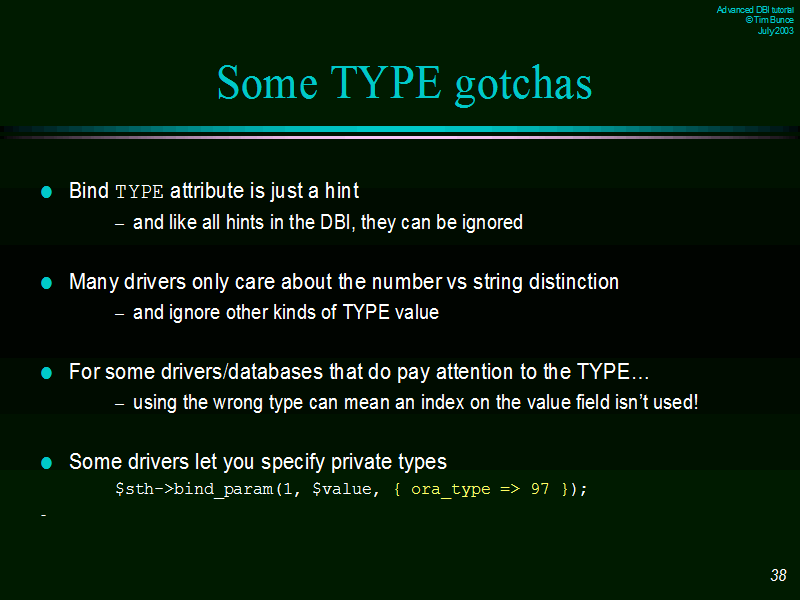 Advanced DBI tutorial
© Tim Bunce
July 2003
Some TYPE gotchas
Bind TYPE attribute is just a hint
– and like all hints in the DBI, they can be ignored
Many drivers only care about the number vs string distinction
– and ignore other kinds of TYPE value
For some drivers/databases that do pay attention to the TYPE…
– using the wrong type can mean an index on the value field isn’t used!
Some drivers let you specify private types
$sth->bind_param(1, $value, { ora_type => 97 });
-
38